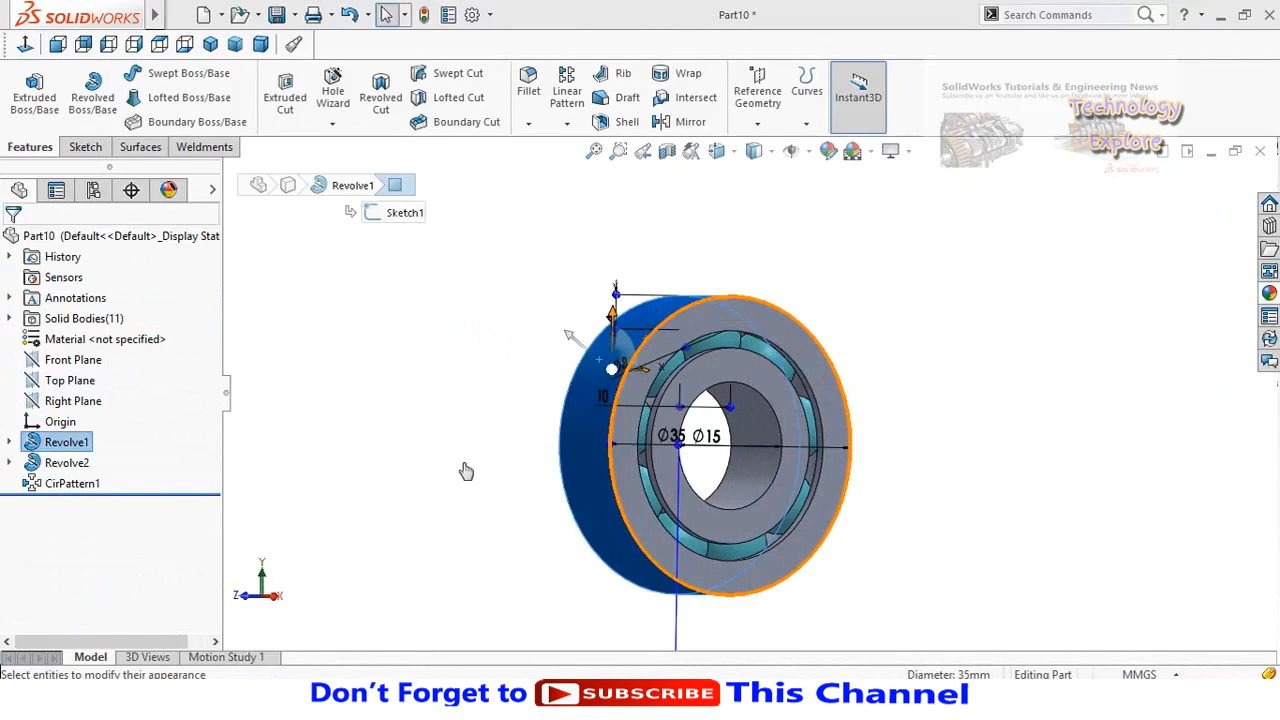 SOLIDWORKS
Part10 *
Search Commands
Extruded Boss/Base
Revolved Boss/Base
Swept Boss/Base
Lofted Boss/Base
Boundary Boss/Base
Extruded Cut
Hole Wizard
Revolved Cut
Swept Cut
Lofted Cut
Boundary Cut
Fillet
Linear Pattern
Rib
Draft
Shell
Wrap
Intersect
Mirror
Reference Geometry
Curves
Instant3D
SolidWorks Tutorials & Engineering News
Technology
Explore
SOLIDWORKS
Features
Sketch
Surfaces
Weldments
Revolve1
Sketch1
Part10 (Default<<Default>_Display Stat
History
Sensors
Annotations
Solid Bodies(11)
Material <not specified>
Front Plane
Top Plane
Right Plane
Origin
Revolve1
Revolve2
CirPattern1
Y
X
10
Ø35 Ø15
Y
Z
X
Model
3D Views
Motion Study 1
Select entities to modify their appearance
Diameter: 35mm
Editing Part
MMGS
Don't Forget to SUBSCRIBE This Channel